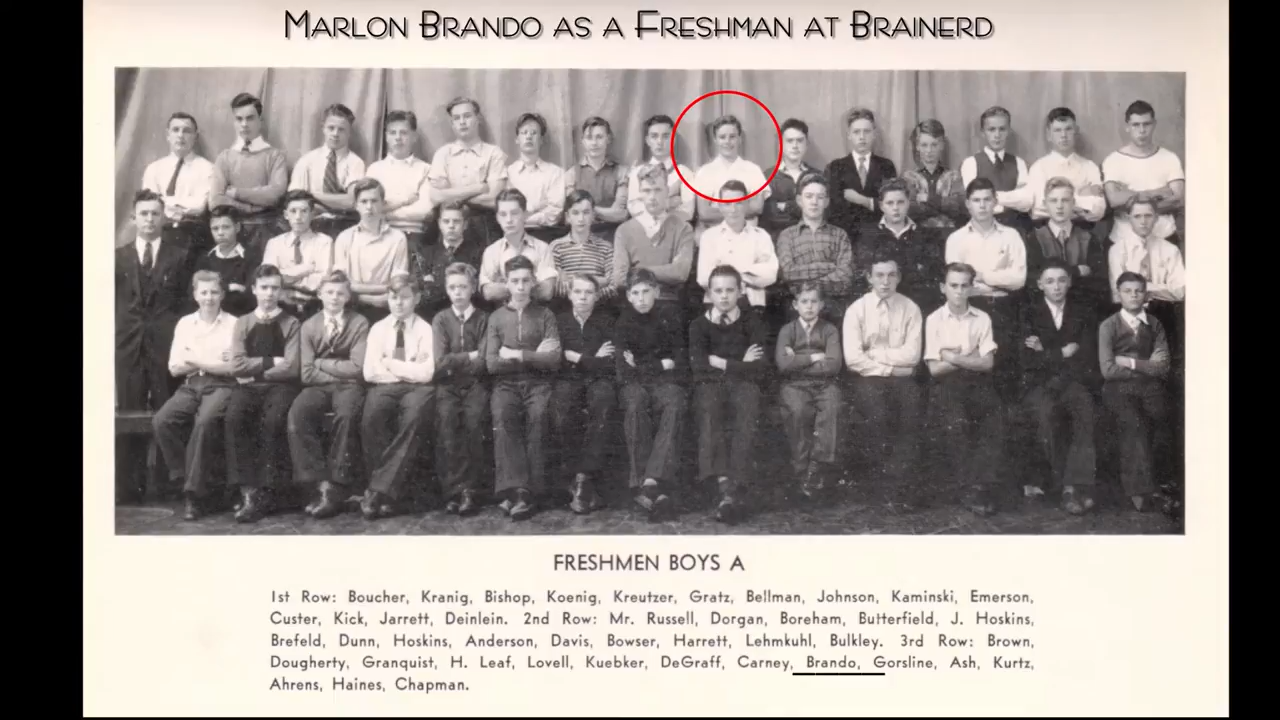 Marlon Brando as a Freshman at Brainerd
FRESHMEN BOYS A
1st Row: Boucher, Kranig, Bishop, Koenig, Kreutzer, Gratz, Bellman, Johnson, Kaminski, Emerson,
Custer, Kick, Jarrett, Deinlein. 2nd Row: Mr. Russell, Dorgan, Boreham, Butterfield, J. Hoskins,
Brefeld, Dunn, Hoskins, Anderson, Davis, Bowser, Harrett, Lehmkuhl, Bulkley. 3rd Row: Brown,
Dougherty, Granquist, H. Leaf, Lovell, Kuebker, DeGraff, Carney, Brando, Gorsline, Ash, Kurtz,
Ahrens, Haines, Chapman.